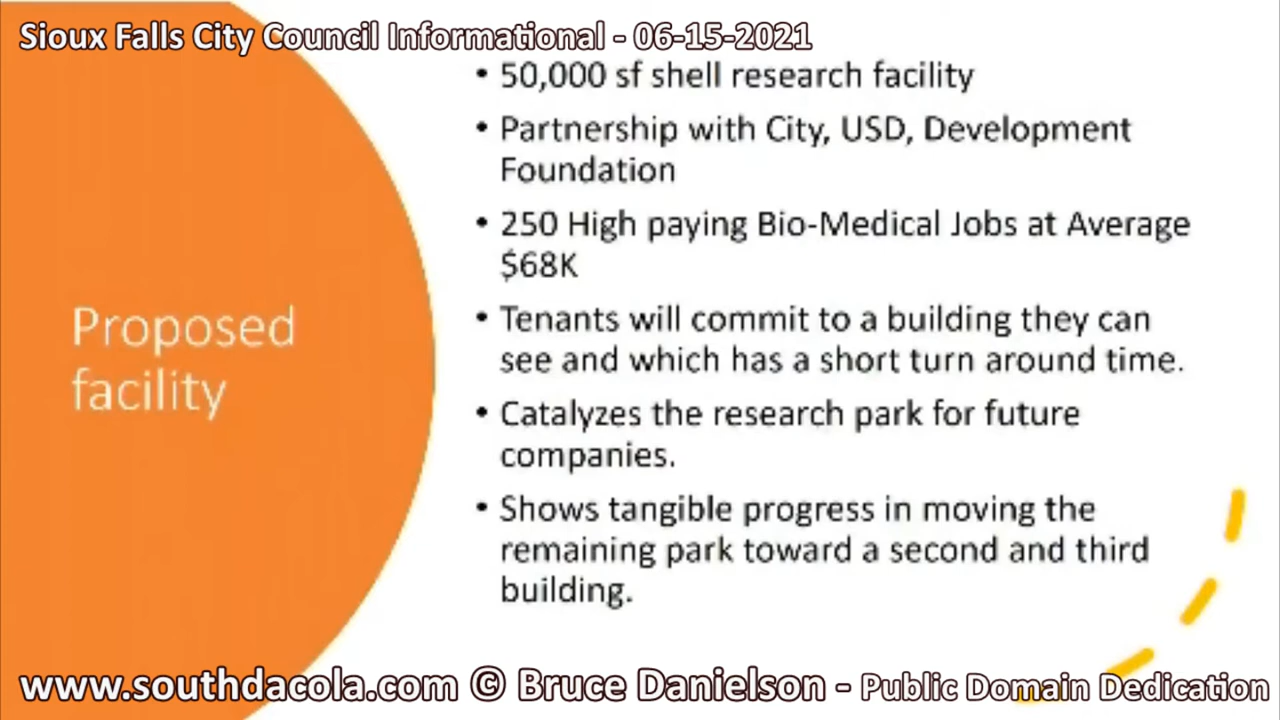 Sioux Falls City Council Informational - 06-15-2021
Proposed
facility
• 50,000 sf shell research facility
• Partnership with City, USD, Development
Foundation
• 250 High paying Bio-Medical Jobs at Average
$68K
• Tenants will commit to a building they can
see and which has a short turn around time.
• Catalyzes the research park for future
companies.
• Shows tangible progress in moving the
remaining park toward a second and third
building.
www.southdacola.com © Bruce Danielson - Public Domain Dedication